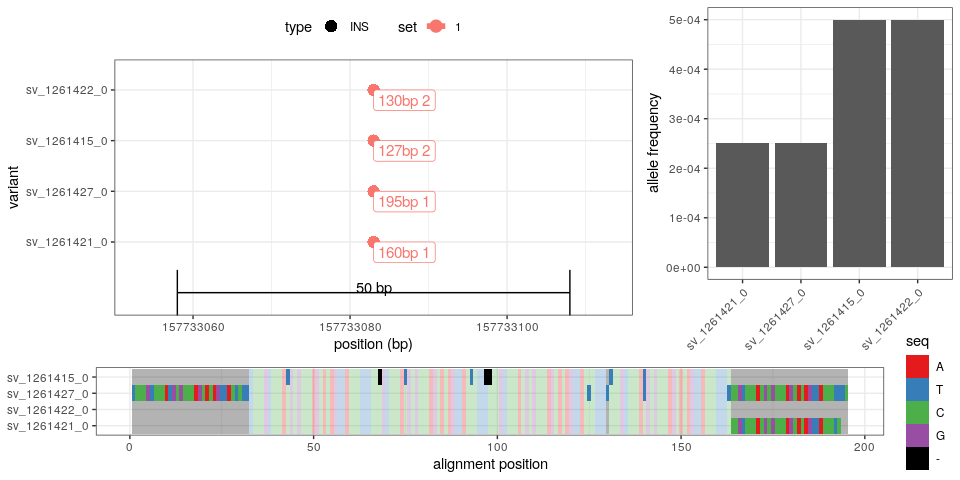 type INS set 1
variant
sv_1261422_0
sv_1261415_0
sv_1261427_0
sv_1261421_0
130bp 2
127bp 2
195bp 1
160bp 1
50 bp
157733060 157733080 157733100
position (bp)
allele frequency
5e-04
4e-04
3e-04
2e-04
1e-04
0e+00
sv_1261421_0
sv_1261427_0
sv_1261415_0
sv_1261422_0
sv_1261415_0
sv_1261427_0
sv_1261422_0
sv_1261421_0
0 50 100 150 200
alignment position
seq
A
T
C
G
-